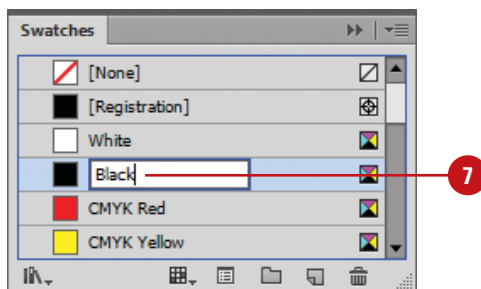 Swatches
[None]
[Registration]
White
Black
7
CMYK Red
CMYK Yellow